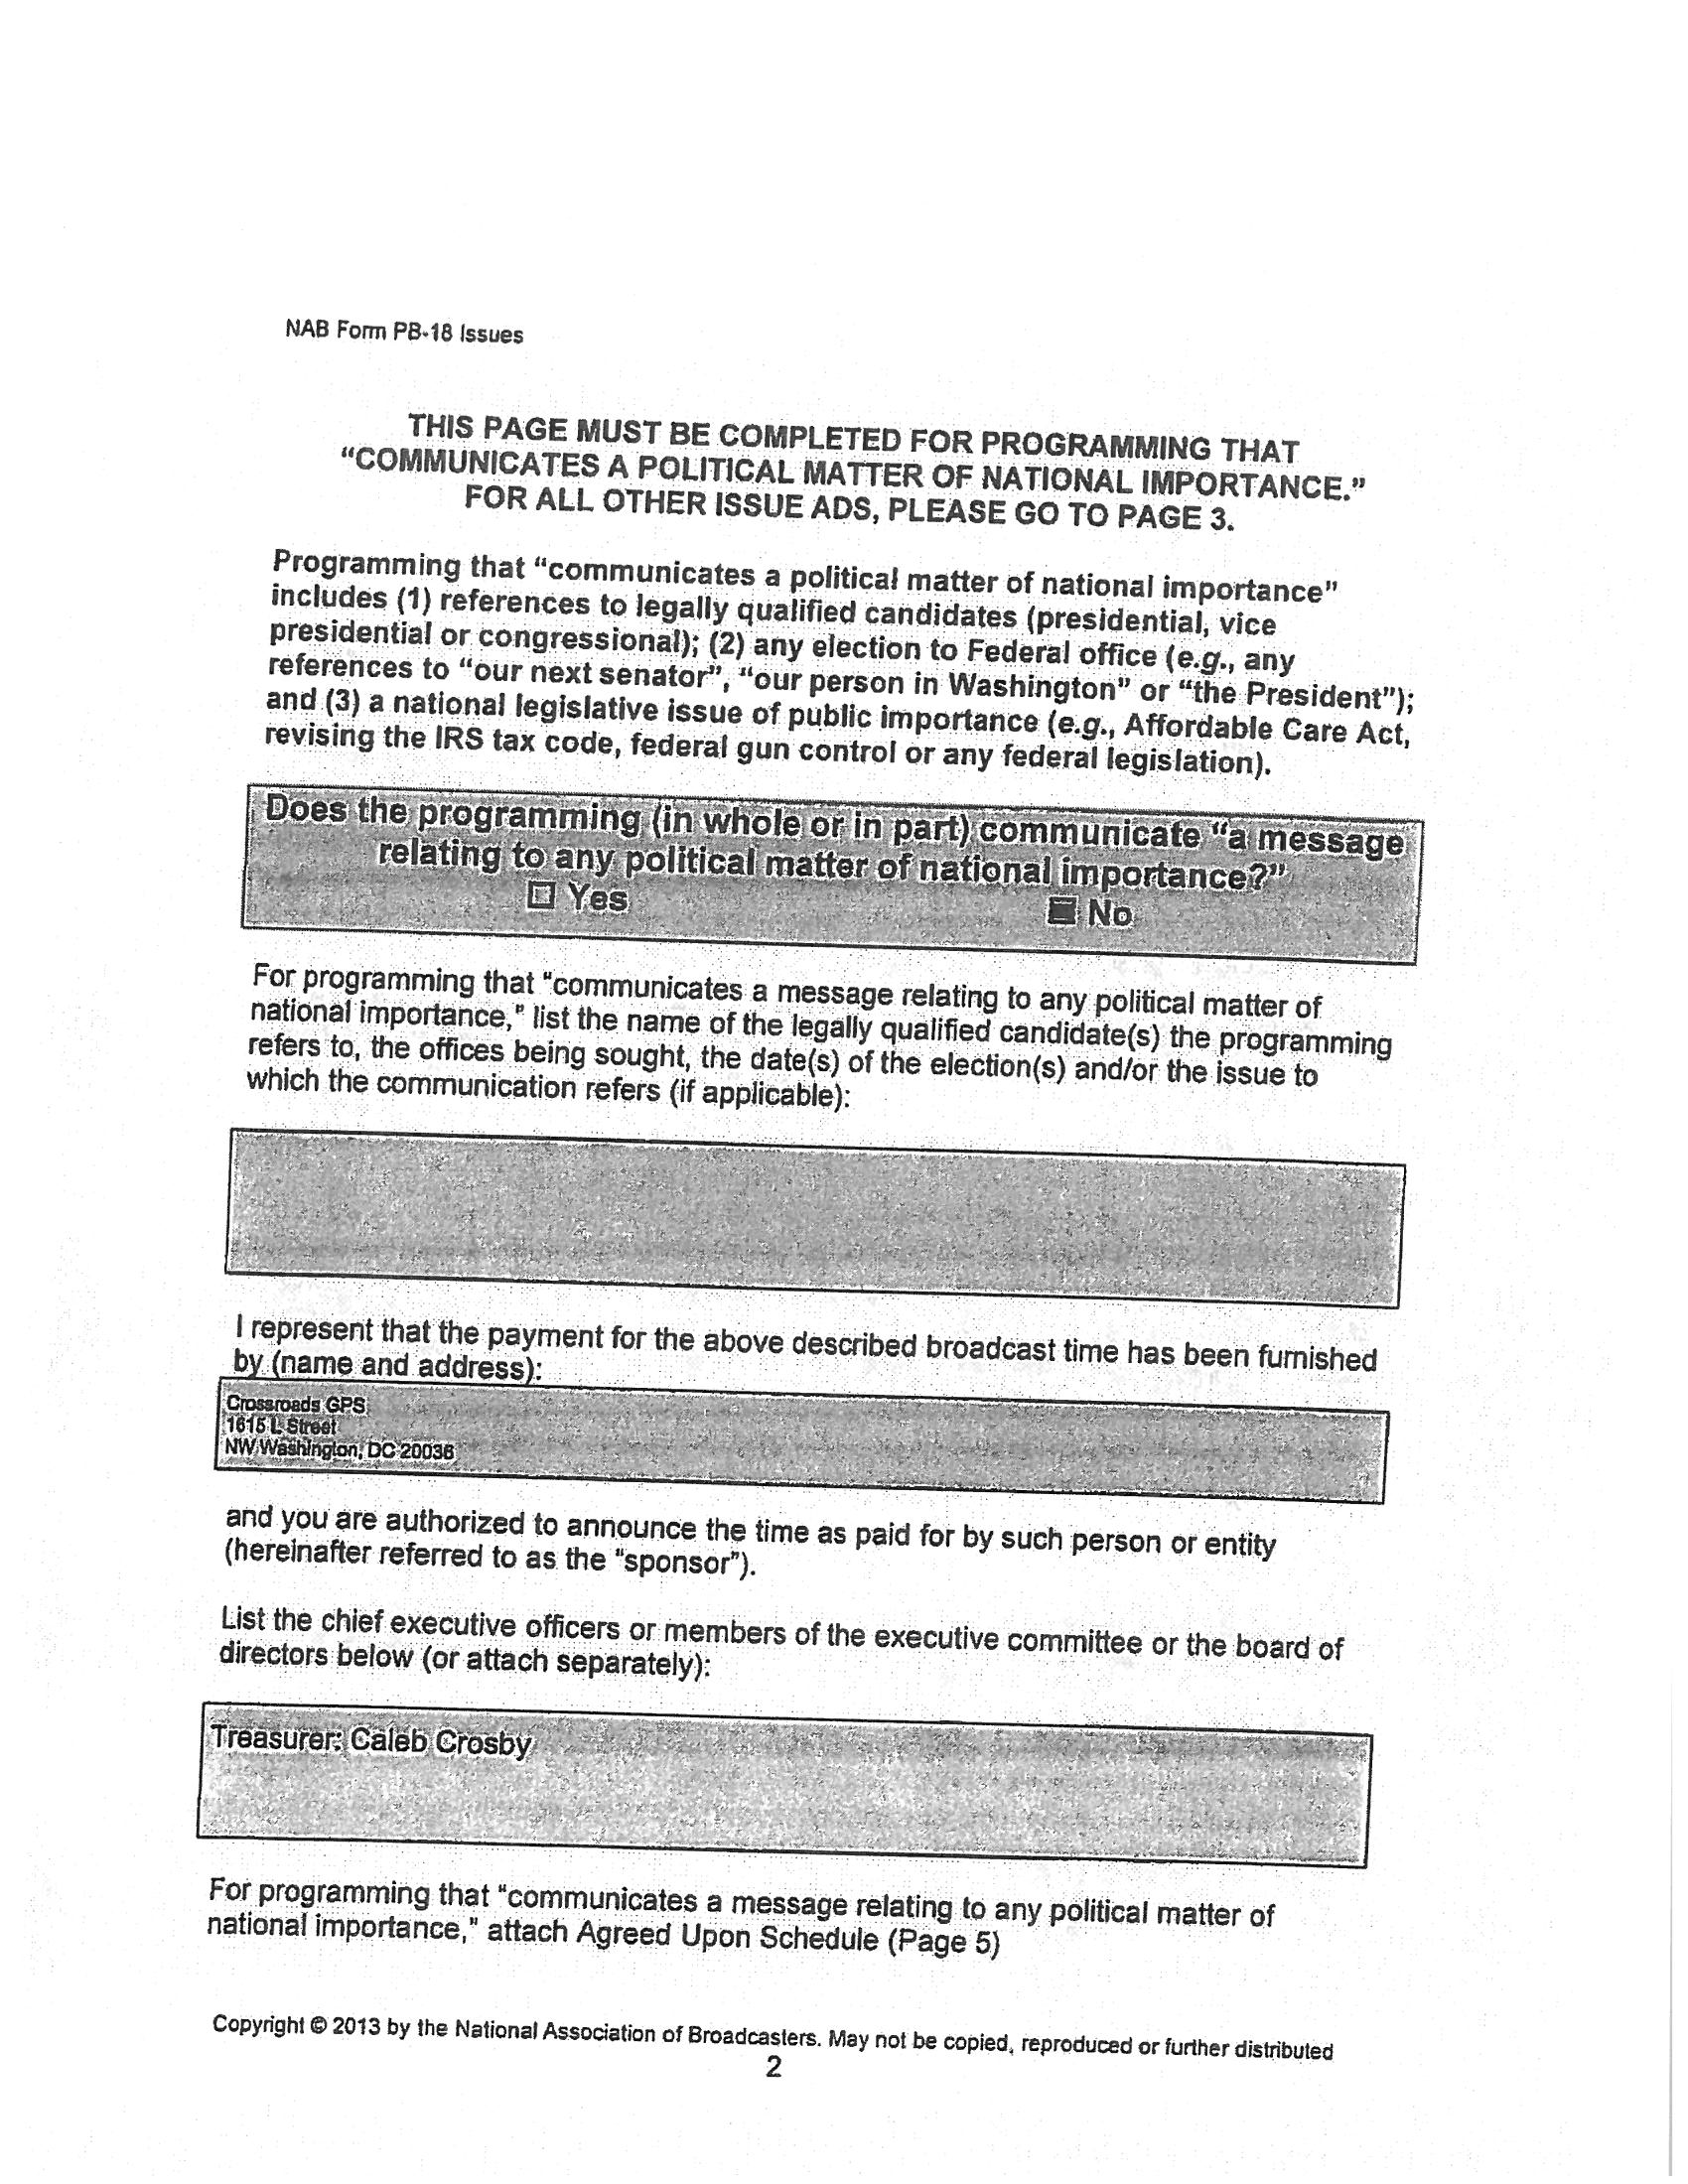 NAB Form PB-18 Issues
THIS PAGE MUST BE COMPLETED FOR PROGRAMMING THAT
“COMMUNICATES A POLITICAL MATTER OF NATIONAL IMPORTANCE.”
FOR ALL OTHER ISSUE ADS, PLEASE GO TO PAGE 3.
Programming that “communicates a political matter of national importance”
includes (1) references to legally qualified candidates (presidential, vice
presidential or congressional); (2) any election to Federal office (e.g., any
references to “our next senator”, “our person in Washington” or “the President”);
and (3) a national legislative issue of public importance (e.g., Affordable Care Act,
revising the IRS tax code, federal gun control or any federal legislation).
Does the programming (in whole or in part) communicate “a message
relating to any political matter of national importance?”
☐ Yes ■ No
For programming that "communicates a message relating to any political matter of
national importance," list the name of the legally qualified candidate(s) the programming
refers to, the offices being sought, the date(s) of the election(s) and/or the issue to
which the communication refers (if applicable):
I represent that the payment for the above described broadcast time has been furnished
by (name and address):
Crossroads GPS
1615 L Street
NW Washington, DC 20036
and you are authorized to announce the time as paid for by such person or entity
(hereinafter referred to as the "sponsor").
List the chief executive officers or members of the executive committee or the board of
directors below (or attach separately):
Treasurer: Caleb Crosby
For programming that "communicates a message relating to any political matter of
national importance," attach Agreed Upon Schedule (Page 5)
Copyright © 2013 by the National Association of Broadcasters. May not be copied, reproduced or further distributed
2